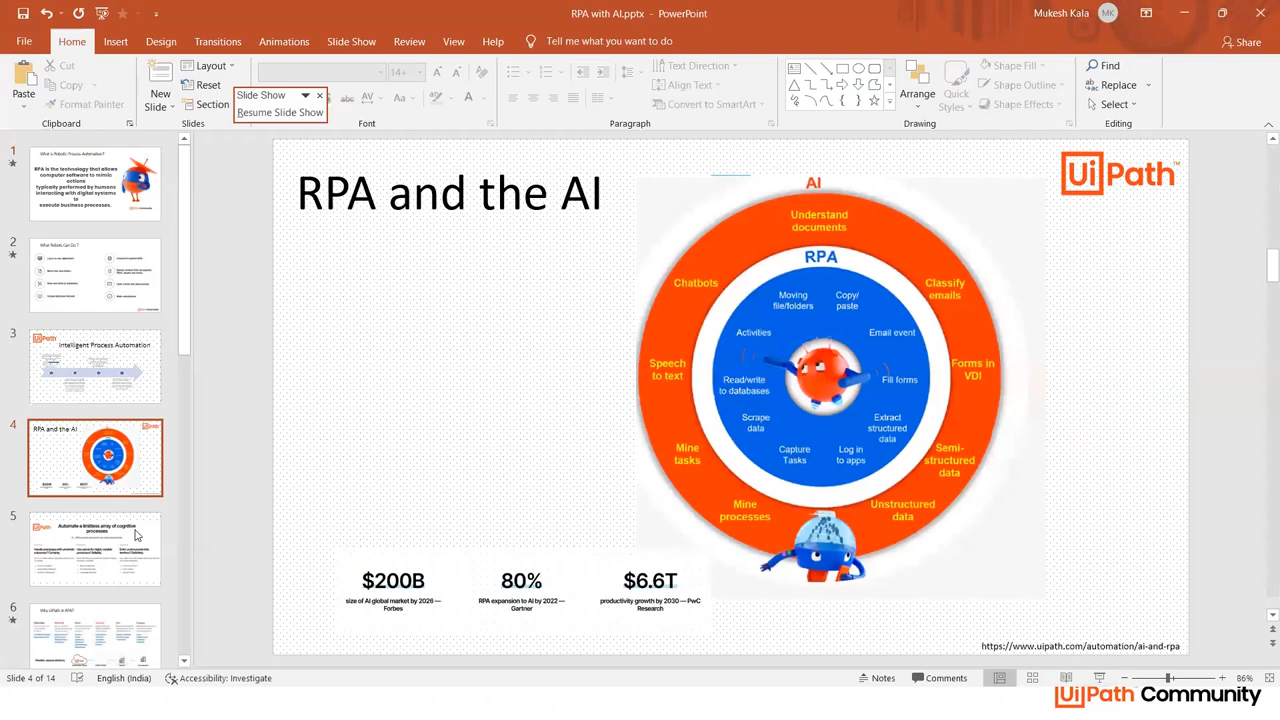 RPA with AI.pptx - PowerPoint
Mukesh Kala
MK
File
Home
Insert
Design
Transitions
Animations
Slide Show
Review
View
Help
Tell me what you want to do
Share
Paste
Cut
Copy
Format Painter
Clipboard
New
Slide
Layout
Reset
Section
Slides
Slide Show
Resume Slide Show
14+
Font
Text Direction
Align Text
Convert to SmartArt
Paragraph
Arrange
Quick
Styles
Shape Fill
Shape Outline
Shape Effects
Drawing
Find
Replace
Select
Editing
1
What is Robotic Process Automation?
RPA is the technology that allows
computer software to mimic
actions
typically performed by humans
interacting with digital systems
to
execute business processes.
2
What Robots Can Do ?
3
UiPath
Intelligent Process Automation
4
RPA and the AI
5
UiPath
Automate a limitless array of cognitive
processes
6
RPA and the AI
UiPath™
AI
Understand
documents
RPA
Chatbots
Classify
emails
Moving
file/folders
Copy/
paste
Activities
Email event
Speech
to text
Forms in
VDI
Read/write
to databases
Fill forms
Scrape
data
Extract
structured
data
Mine
tasks
Capture
Tasks
Log in
to apps
Semi-
structured
data
Mine
processes
Unstructured
data
$200B
size of AI global market by 2026 —
Forbes
80%
RPA expansion to AI by 2022 —
Gartner
$6.6T
productivity growth by 2030 — PwC
Research
https://www.uipath.com/automation/ai-and-rpa
Slide 4 of 14
English (India)
Accessibility: Investigate
Notes
Comments
86%
UiPath Community